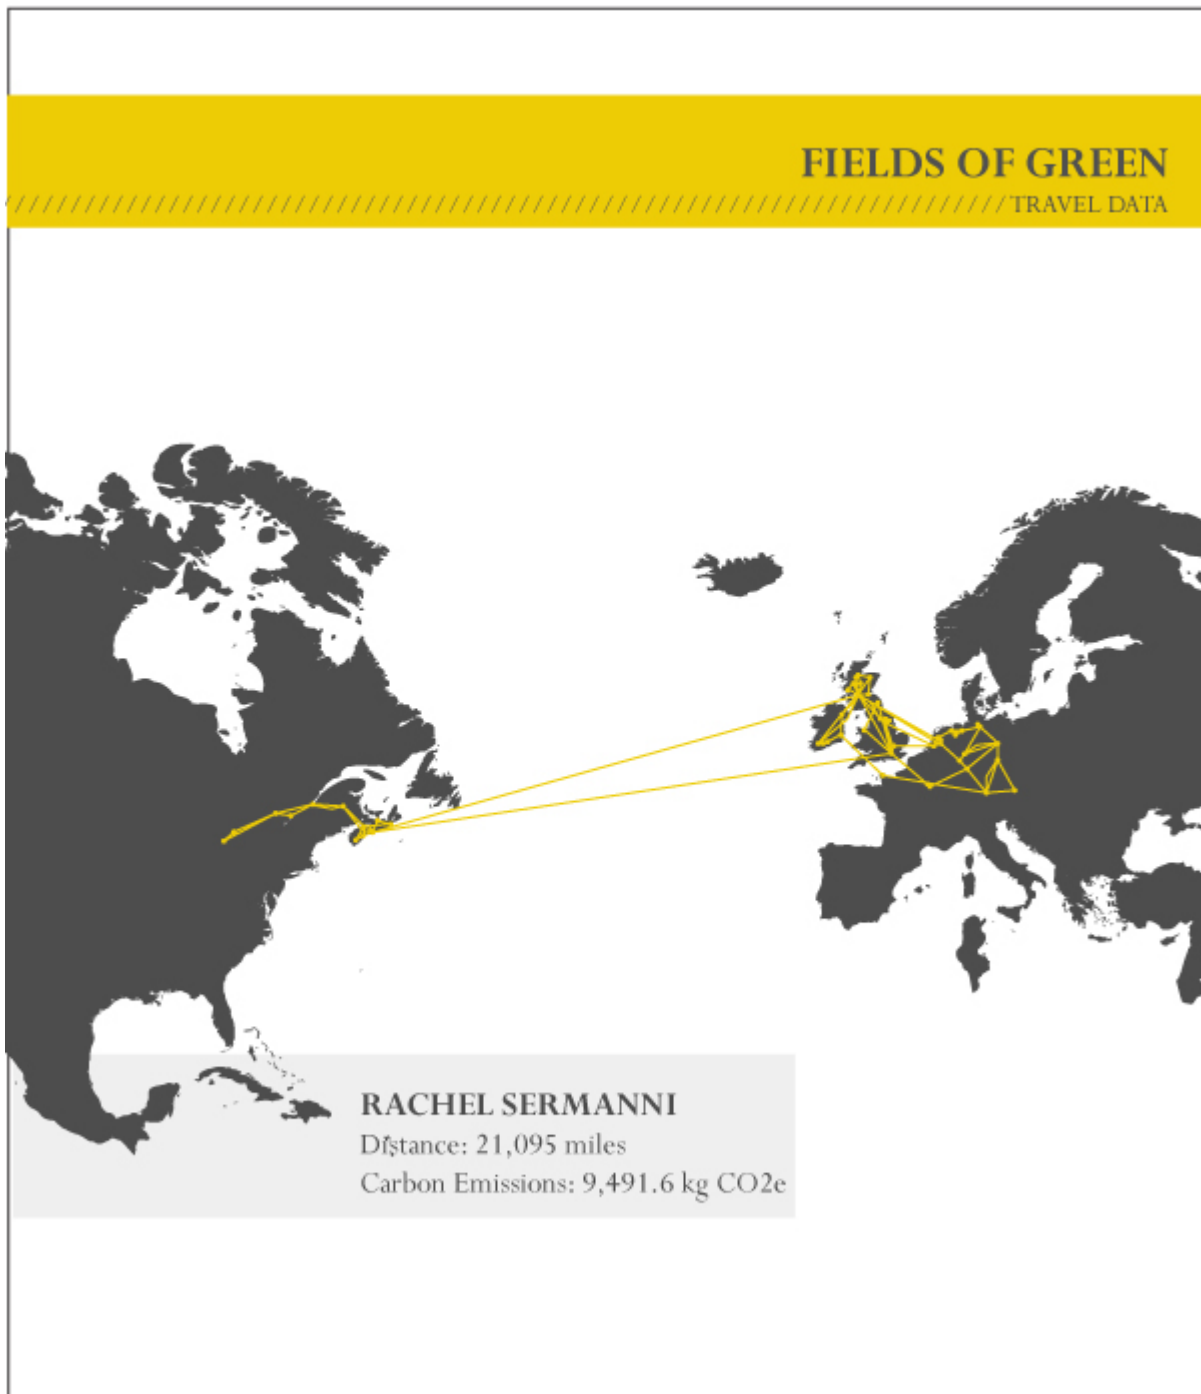 FIELDS OF GREEN
TRAVEL DATA
RACHEL SERMANNI
Distance: 21,095 miles
Carbon Emissions: 9,491.6 kg CO2e